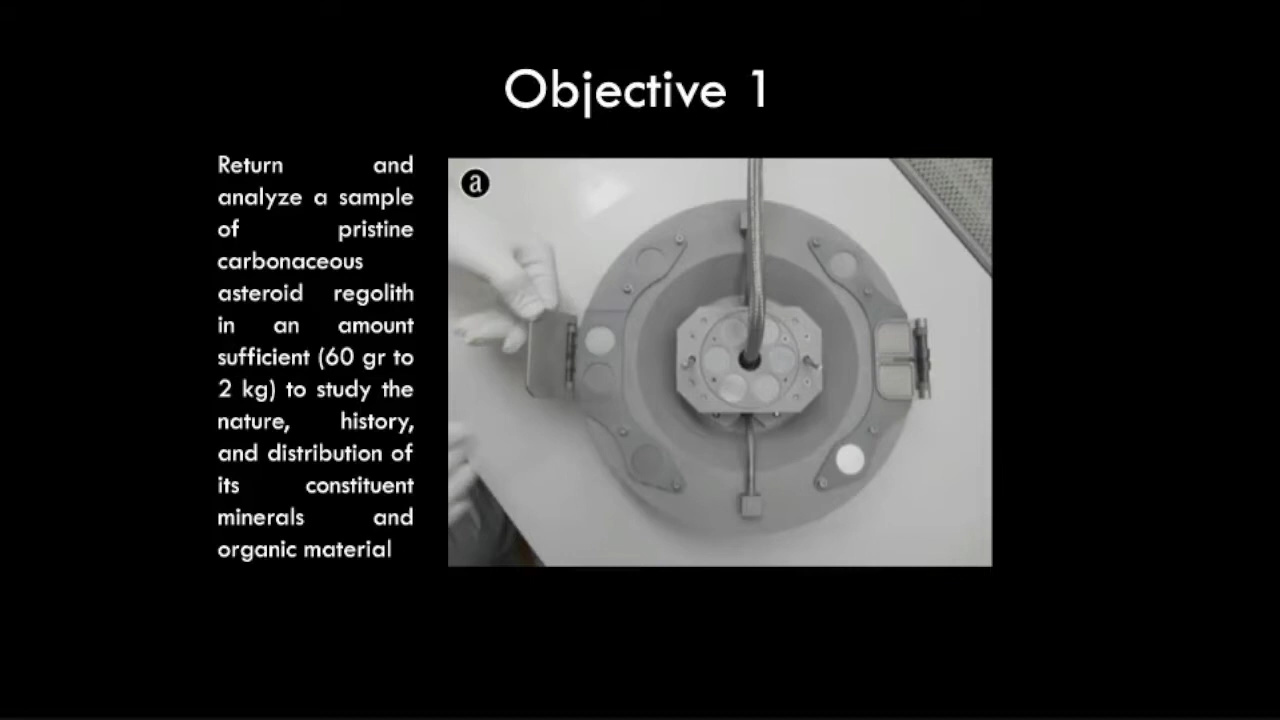 Objective 1
Return and
analyze a sample
of pristine
carbonaceous
asteroid regolith
in an amount
sufficient (60 gr to
2 kg) to study the
nature, history,
and distribution of
its constituent
minerals and
organic material
a